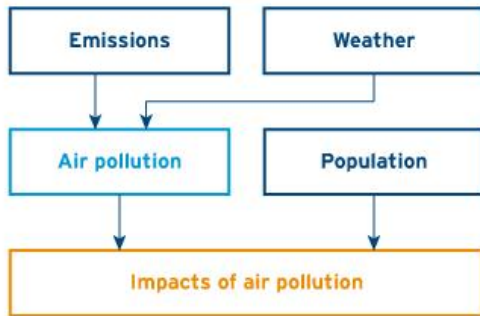 Emissions
Weather
Air pollution
Population
Impacts of air pollution